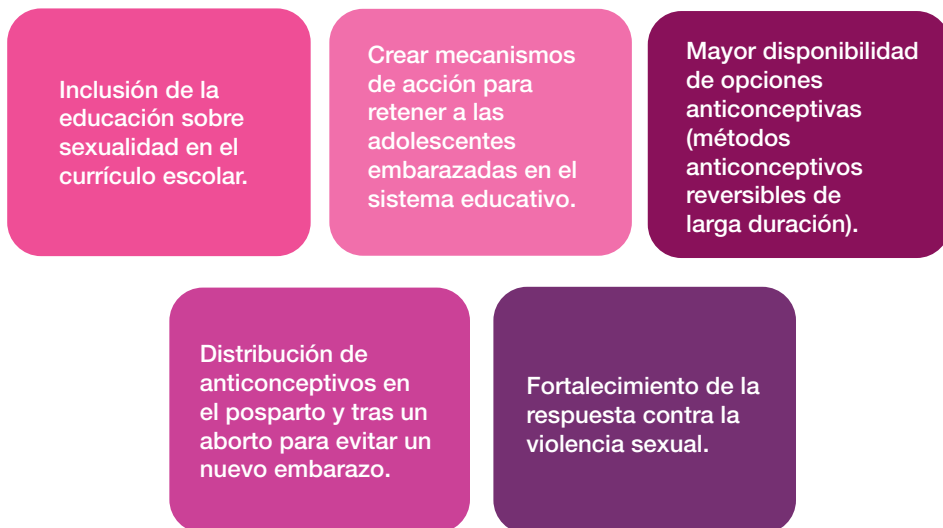 Inclusión de la
educación sobre
sexualidad en el
currículo escolar.
Crear mecanismos
de acción para
retener a las
adolescentes
embarazadas en el
sistema educativo.
Mayor disponibilidad
de opciones
anticonceptivas
(métodos
anticonceptivos
reversibles de
larga duración).
Distribución de
anticonceptivos en
el posparto y tras un
aborto para evitar un
nuevo embarazo.
Fortalecimiento de la
respuesta contra la
violencia sexual.